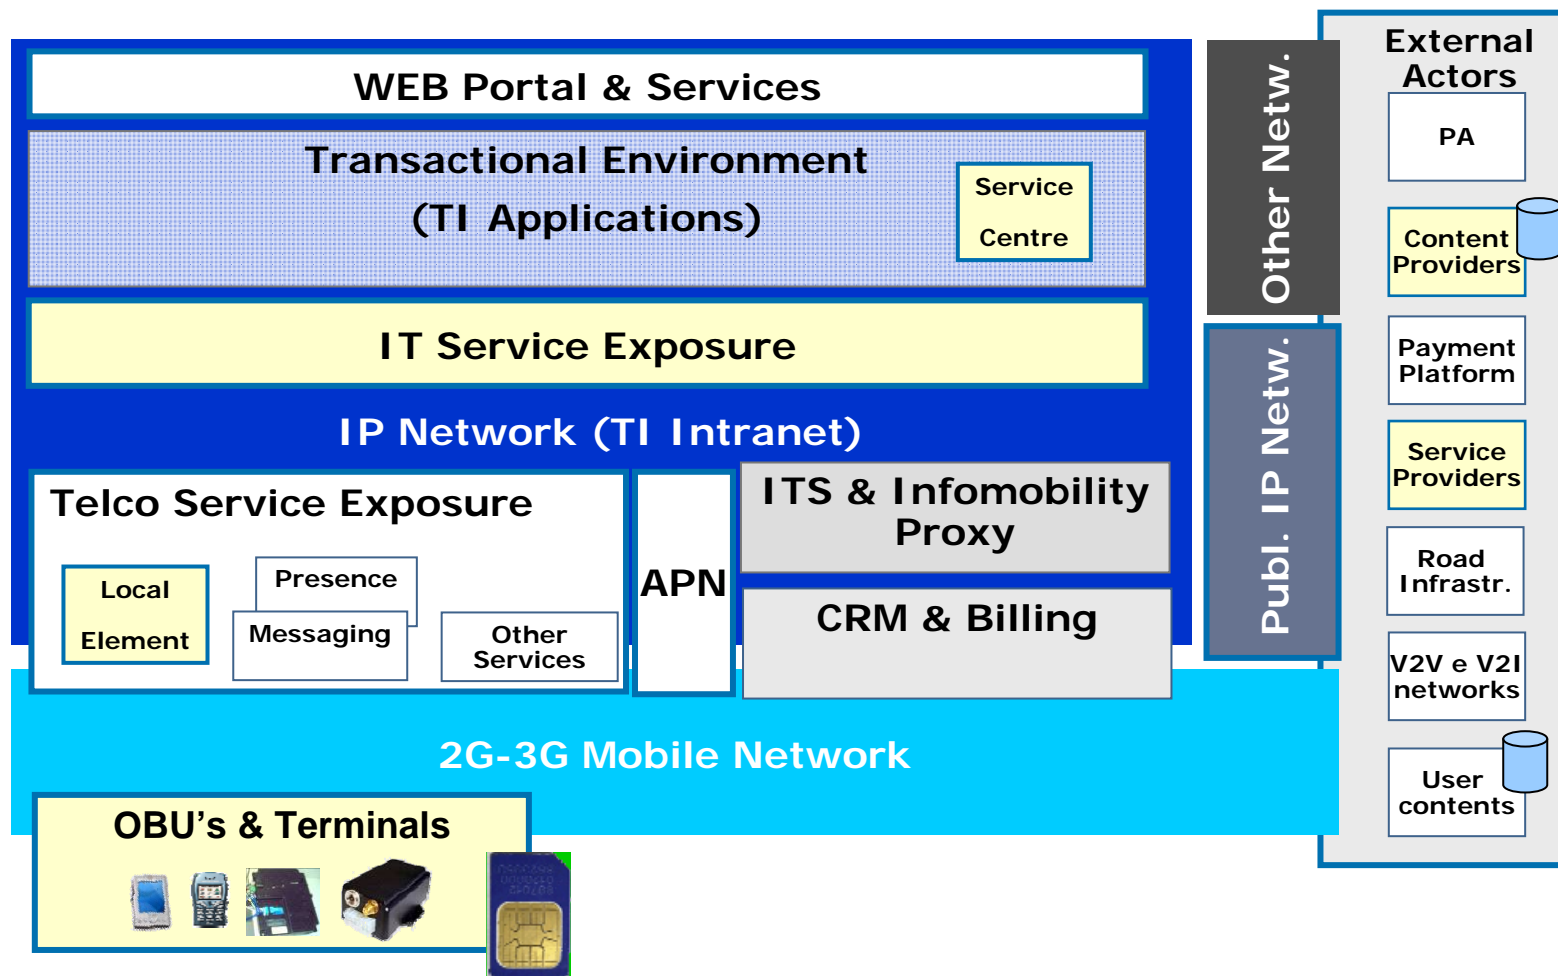 WEB Portal & Services
Transactional Environment
(TI Applications)
Service
Centre
IT Service Exposure
IP Network (TI Intranet)
Telco Service Exposure
Local
Element
Presence
Messaging
Other
Services
APN
ITS & Infomobility
Proxy
CRM & Billing
2G-3G Mobile Network
OBU's & Terminals
Other Netw.
Publ. IP Netw.
External
Actors
PA
Content
Providers
Payment
Platform
Service
Providers
Road
Infrastr.
V2V e V2I
networks
User
contents